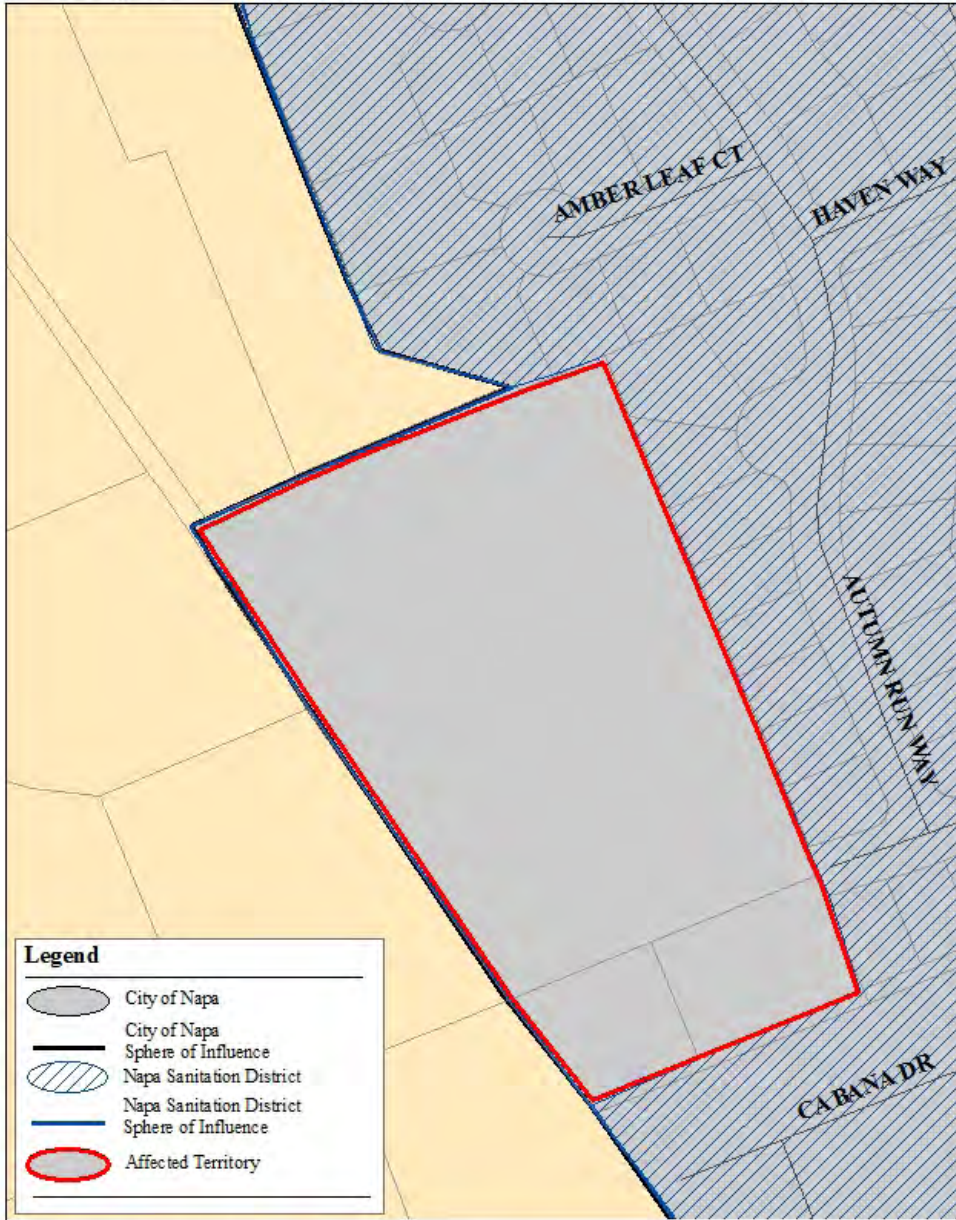 AMBER LEAF CT
HAVEN WAY
AUTUMN RUN WAY
CABANA DR
Legend
City of Napa
City of Napa
Sphere of Influence
Napa Sanitation District
Napa Sanitation District
Sphere of Influence
Affected Territory